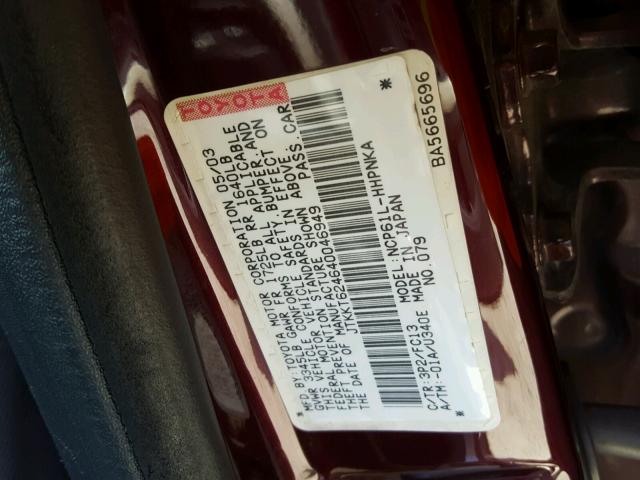 TOYOTA
MFD. BY: TOYOTA MOTOR CORPORATION 05/03
GVWR 3345LB GAWR FR 1725LB RR 1640LB
THIS VEHICLE CONFORMS TO ALL APPLICABLE
FEDERAL MOTOR VEHICLE SAFETY, BUMPER, AND
THEFT PREVENTION STANDARDS IN EFFECT ON
THE DATE OF MANUFACTURE SHOWN ABOVE.
* JTKKT624640046949 PASS. CAR *
C/TR: 3P2/FC13 MODEL: NCP61L-HHPNKA
A/TM: -01A/U340E MADE IN JAPAN
* NO. 079 BA5665696